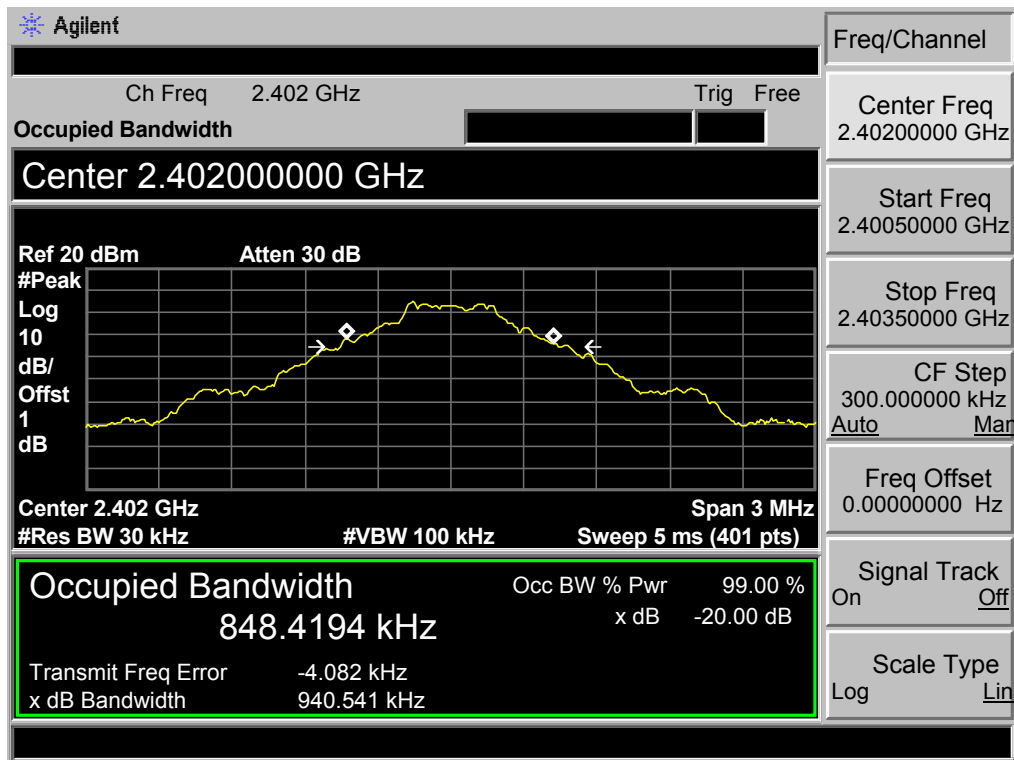 Agilent
Freq/Channel
Ch Freq 2.402 GHz Trig Free
Occupied Bandwidth
Center 2.402000000 GHz
Ref 20 dBm Atten 30 dB
#Peak
Log
10
dB/
Offst
1
dB
Center 2.402 GHz Span 3 MHz
#Res BW 30 kHz #VBW 100 kHz Sweep 5 ms (401 pts)
Occupied Bandwidth
848.4194 kHz
Occ BW % Pwr 99.00 %
x dB -20.00 dB
Transmit Freq Error -4.082 kHz
x dB Bandwidth 940.541 kHz
Center Freq
2.40200000 GHz
Start Freq
2.40050000 GHz
Stop Freq
2.40350000 GHz
CF Step
300.000000 kHz
Auto Man
Freq Offset
0.00000000 Hz
Signal Track
On Off
Scale Type
Log Lin